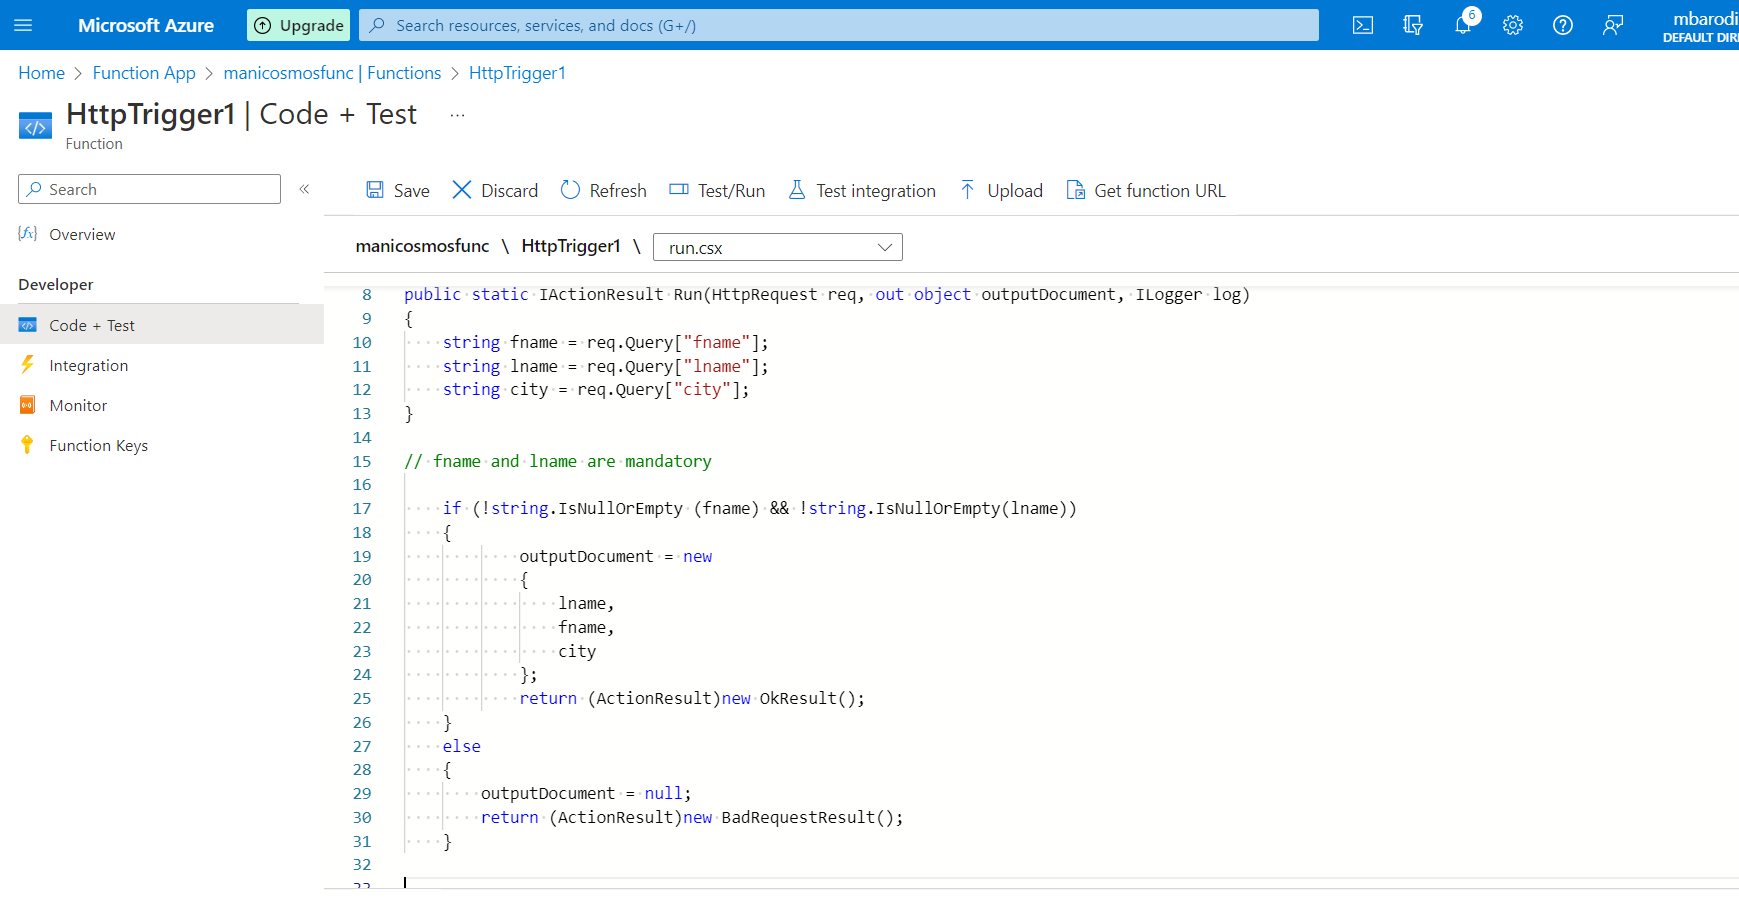 Microsoft Azure
Upgrade
Search resources, services, and docs (G+/)
6
mbarodi
DEFAULT DIR
Home > Function App > manicosmosfunc | Functions > HttpTrigger1
HttpTrigger1 | Code + Test ...
Function
Search
«
Overview
Developer
Code + Test
Integration
Monitor
Function Keys
Save
Discard
Refresh
Test/Run
Test integration
Upload
Get function URL
manicosmosfunc \ HttpTrigger1 \ run.csx
8 public static IActionResult Run(HttpRequest req, out object outputDocument, ILogger log)
9 {
10 string fname = req.Query["fname"];
11 string lname = req.Query["lname"];
12 string city = req.Query["city"];
13 }
14
15 // fname and lname are mandatory
16
17 if (!string.IsNullOrEmpty (fname) && !string.IsNullOrEmpty(lname))
18 {
19 outputDocument = new
20 {
21 lname,
22 fname,
23 city
24 };
25 return (ActionResult)new OkResult();
26 }
27 else
28 {
29 outputDocument = null;
30 return (ActionResult)new BadRequestResult();
31 }
32
33